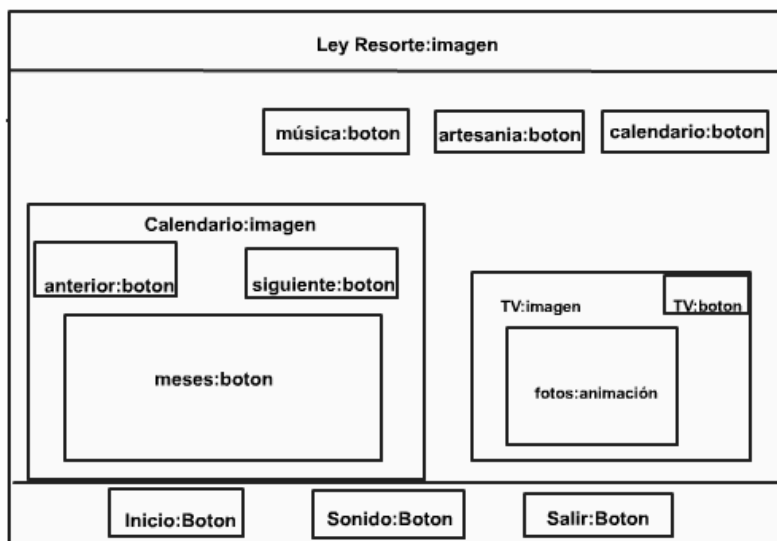 Ley Resorte:imagen
música:boton
artesania:boton
calendario:boton
Calendario:imagen
anterior:boton
siguiente:boton
meses:boton
TV:imagen
TV:boton
fotos:animación
Inicio:Boton
Sonido:Boton
Salir:Boton